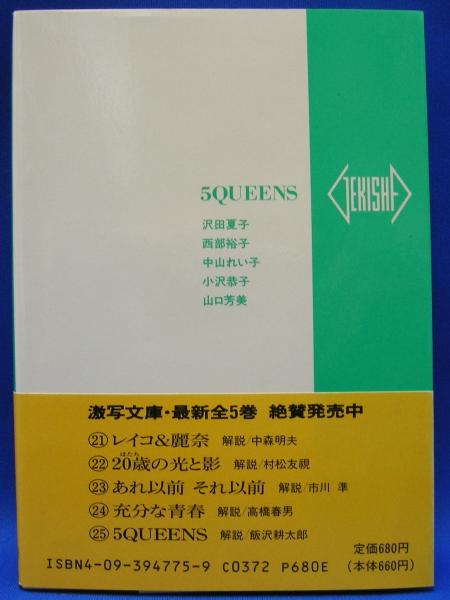 5QUEENS
沢田夏子
西部裕子
中山れい子
小沢恭子
山口芳美
GEKISHA
激写文庫・最新全5巻 絶賛発売中
㉑レイコ&麗奈 解説/中森明夫
はたち
㉒20歳の光と影 解説/村松友視
㉓あれ以前 それ以前 解説/市川 準
㉔充分な青春 解説/高橋春男
㉕5QUEENS 解説/飯沢耕太郎
定価680円
ISBN4-09-394775-9 C0372 P680E (本体660円)